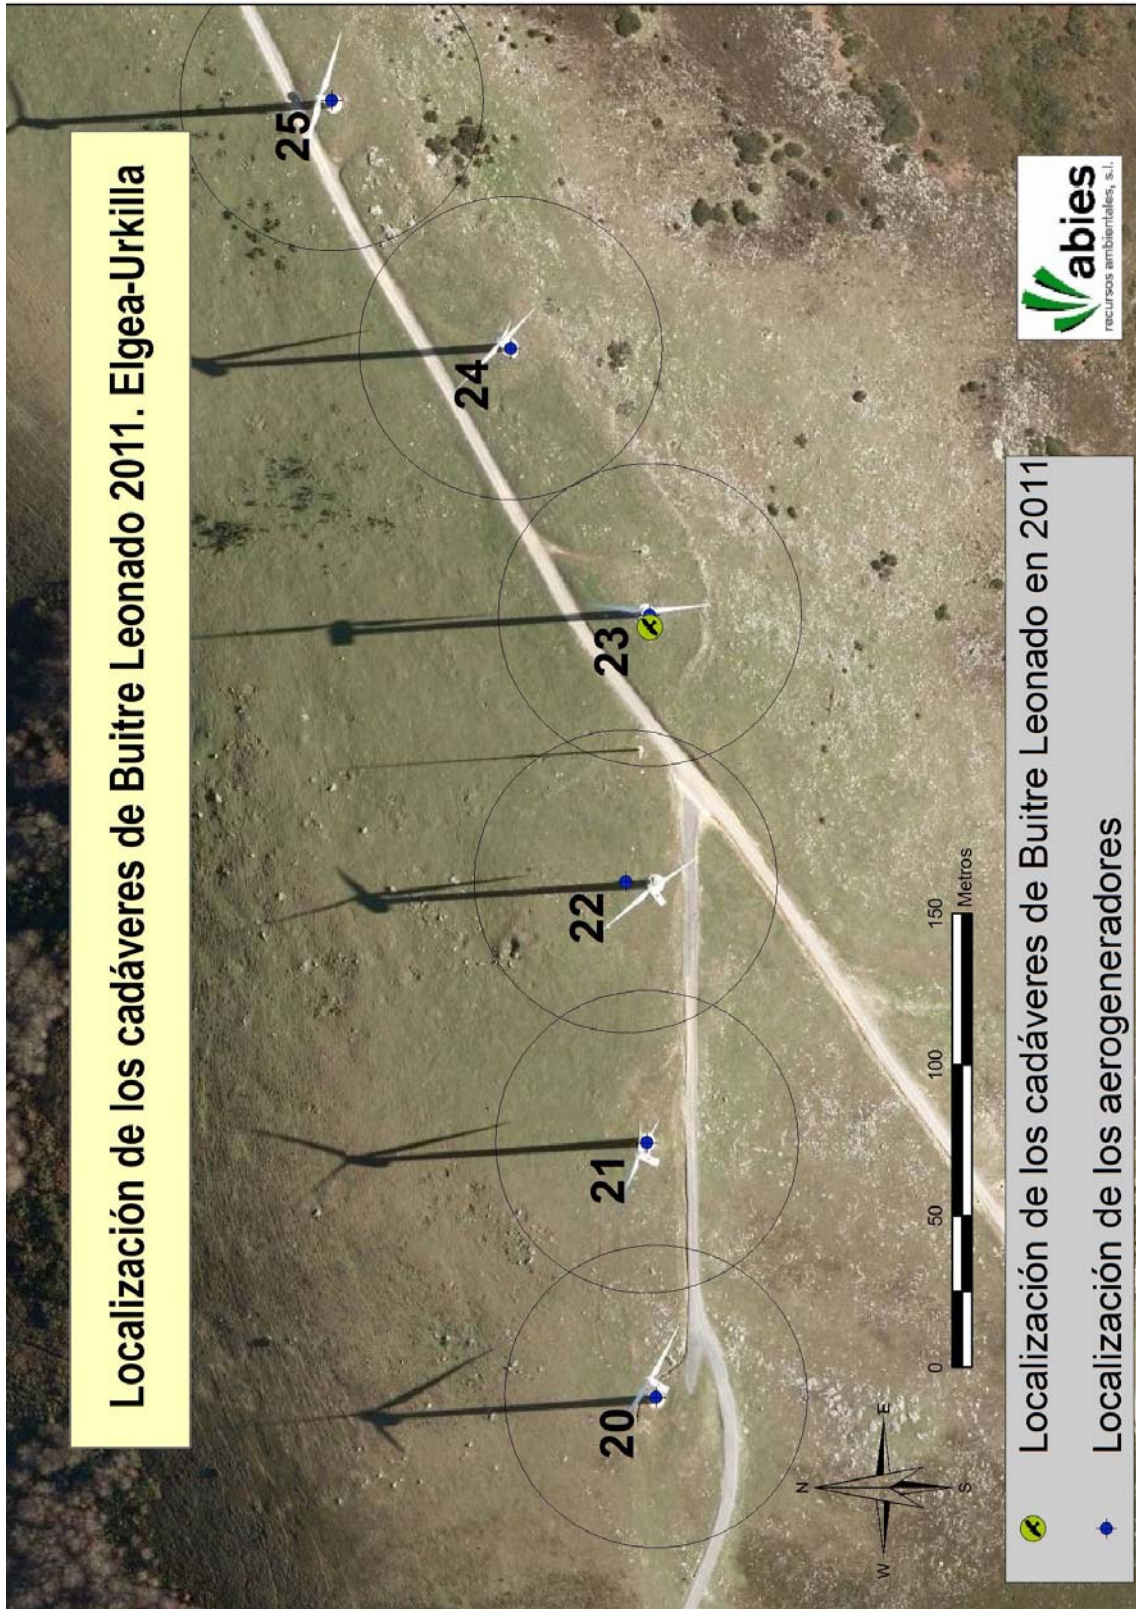 Localización de los cadáveres de Buitre Leonado 2011. Elgea-Urkilla
20
21
22
23
24
25
N
W
E
S
0
50
100
150
Metros
abies
recursos ambientales, s.l.
Localización de los cadáveres de Buitre Leonado en 2011
Localización de los aerogeneradores